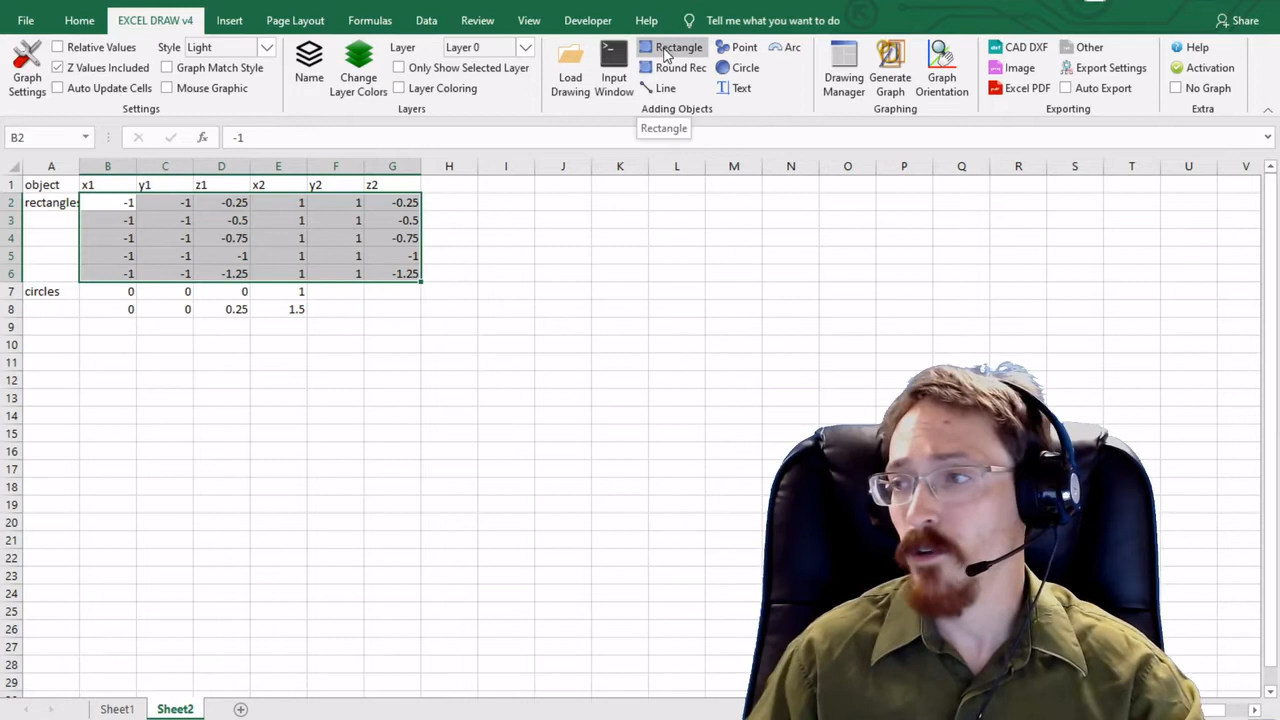 File Home EXCEL DRAW v4 Insert Page Layout Formulas Data Review View Developer Help Tell me what you want to do Share
Graph Settings
Relative Values
Z Values Included
Auto Update Cells
Style Light
Graph Match Style
Mouse Graphic
Settings
Name
Change Layer Colors
Layer Layer 0
Only Show Selected Layer
Layer Coloring
Layers
Load Drawing
Input Window
Rectangle Point Arc
Round Rec Circle
Line Text
Adding Objects
Drawing Manager
Generate Graph
Graph Orientation
Graphing
CAD DXF Other
Image Export Settings
Excel PDF Auto Export
Exporting
Help
Activation
No Graph
Extra
Rectangle
B2 fx -1
A B C D E F G H I J K L M N O P Q R S T U V
1 object x1 y1 z1 x2 y2 z2
2 rectangles -1 -1 -0.25 1 1 -0.25
3 -1 -1 -0.5 1 1 -0.5
4 -1 -1 -0.75 1 1 -0.75
5 -1 -1 -1 1 1 -1
6 -1 -1 -1.25 1 1 -1.25
7 circles 0 0 0 1
8 0 0 0.25 1.5
9
10
11
12
13
14
15
16
17
18
19
20
21
22
23
24
25
26
27
28
29
Sheet1 Sheet2